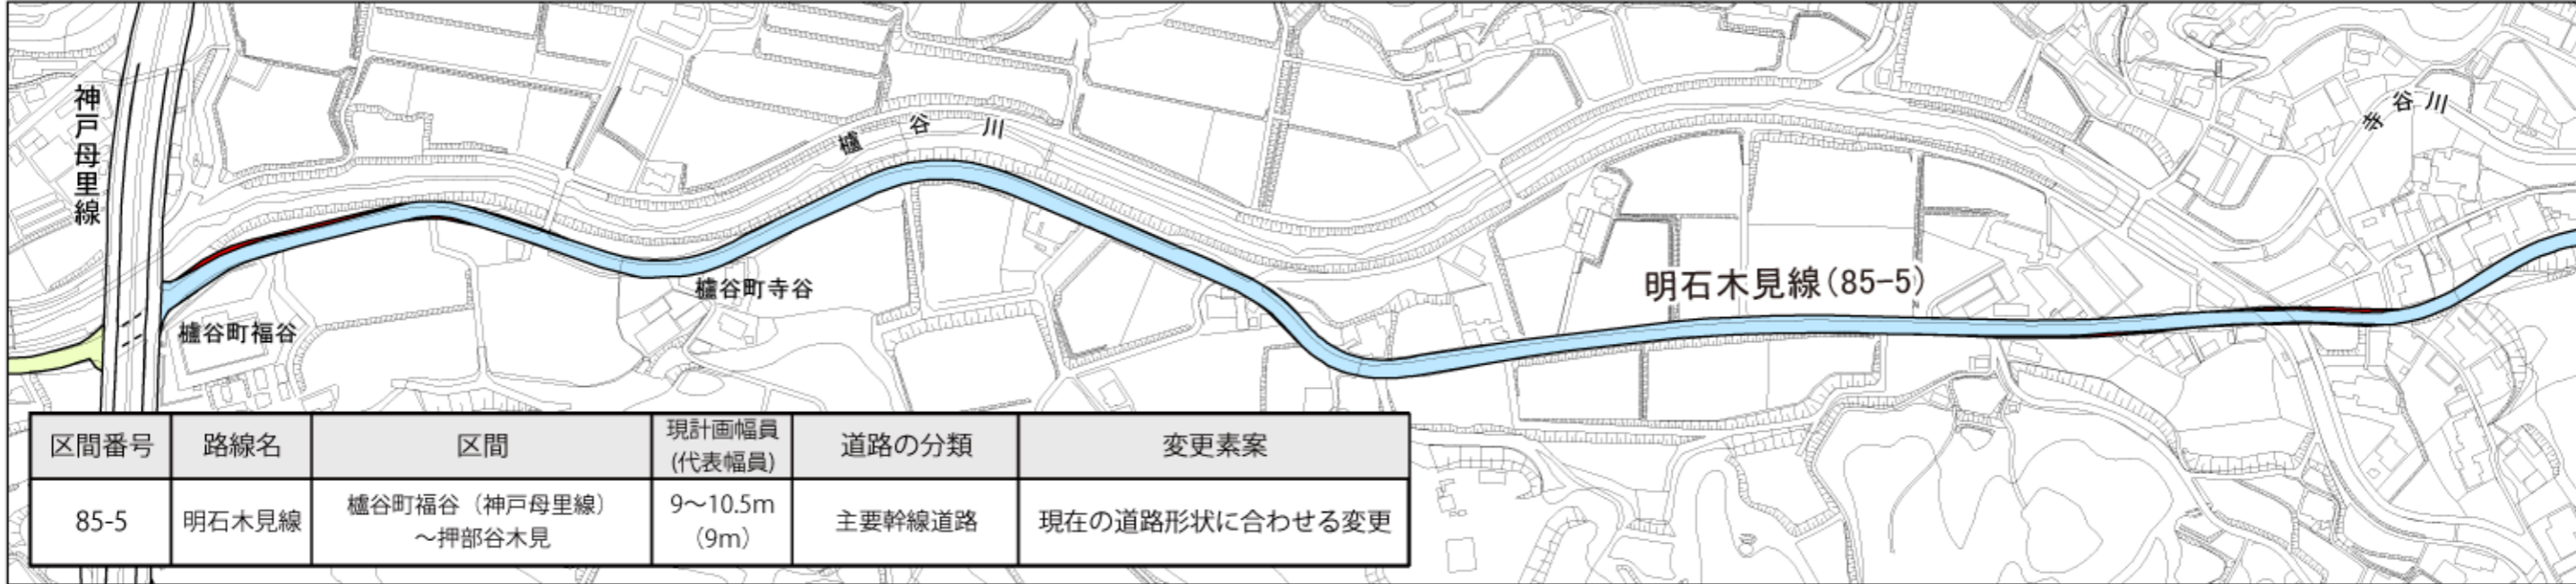 神戸母里線
櫨谷川
寺谷川
櫨谷町寺谷
櫨谷町福谷
明石木見線(85-5)
区間番号 路線名 区間 現計画幅員 道路の分類 変更素案
(代表幅員)
85-5 明石木見線 櫨谷町福谷（神戸母里線） 9～10.5m 主要幹線道路 現在の道路形状に合わせる変更
～押部谷木見 （9m）